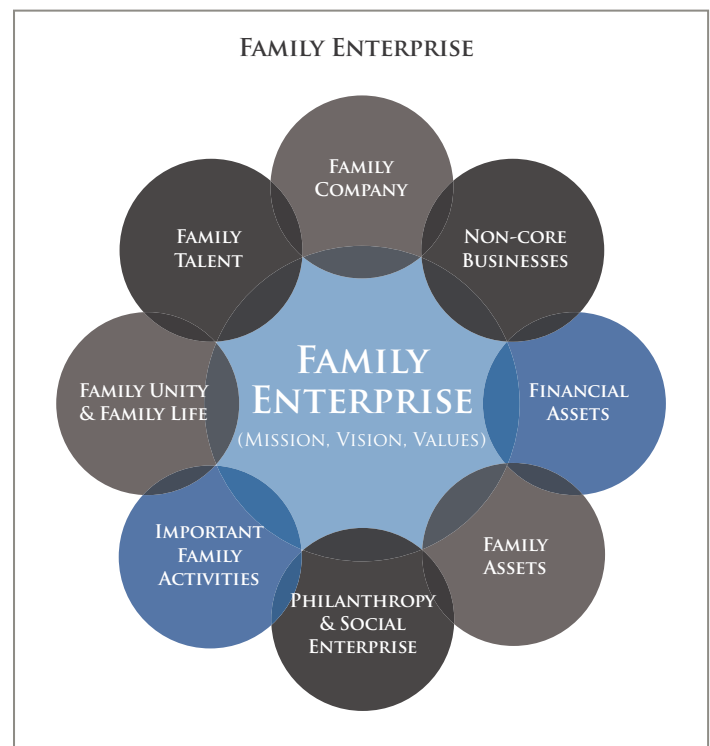 Family Enterprise
Family
Company
Non-core
Businesses
Financial
Assets
Family
Assets
Philanthropy
& Social
Enterprise
Important
Family
Activities
Family Unity
& Family Life
Family
Talent
Family
Enterprise
(Mission, Vision, Values)